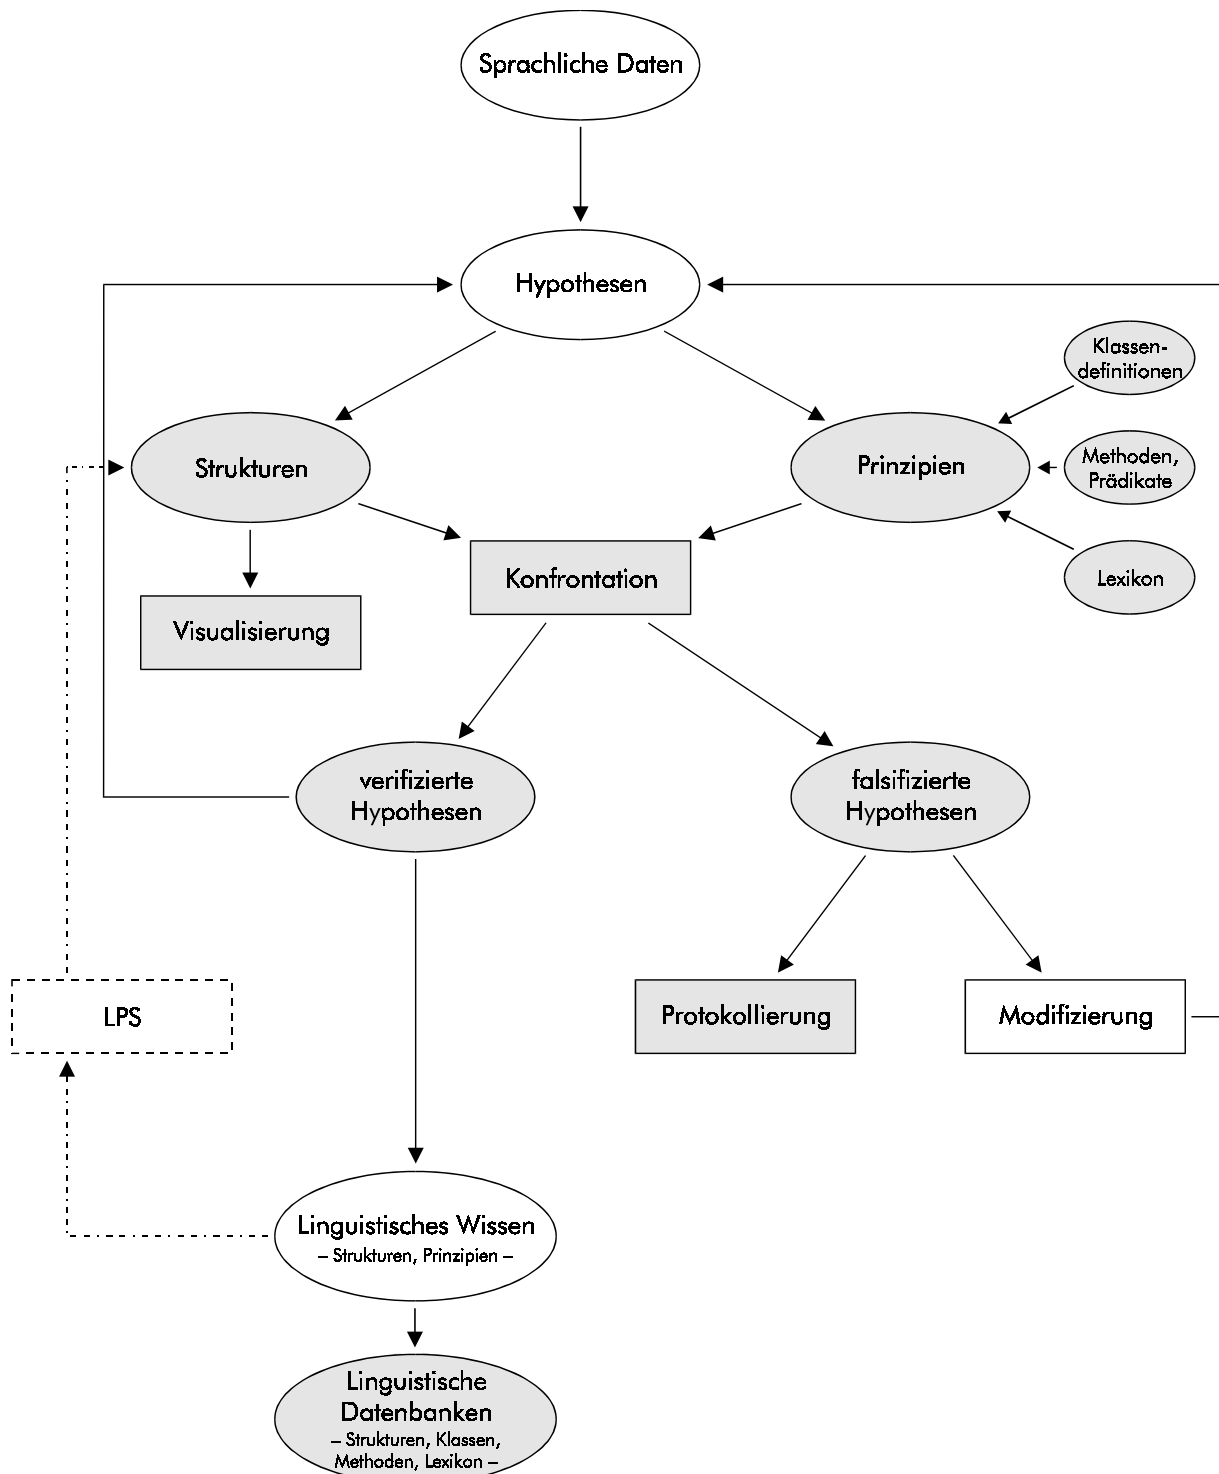 Sprachliche Daten
Hypothesen
Klassen-
definitionen
Strukturen
Prinzipien
Methoden,
Prädikate
Konfrontation
Lexikon
Visualisierung
verifizierte
Hypothesen
falsifizierte
Hypothesen
LPS
Protokollierung
Modifizierung
Linguistisches Wissen
– Strukturen, Prinzipien –
Linguistische
Datenbanken
– Strukturen, Klassen,
Methoden, Lexikon –